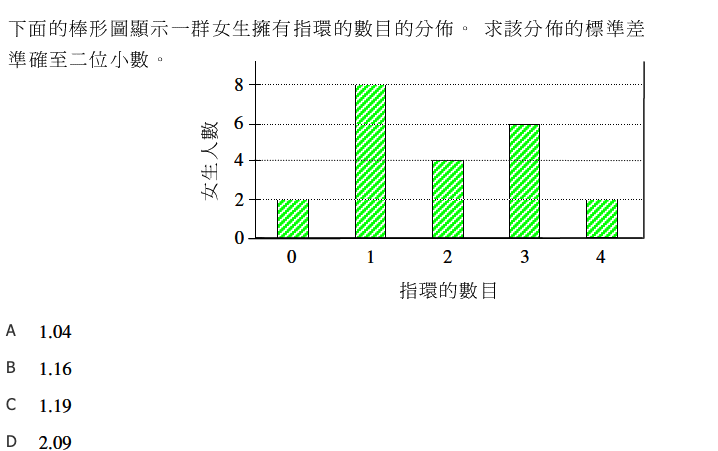 下面的棒形圖顯示一群女生擁有指環的數目的分佈。 求該分佈的標準差
準確至二位小數。
8
6
4
2
0
女生人數
0 1 2 3 4
指環的數目
A 1.04
B 1.16
C 1.19
D 2.09